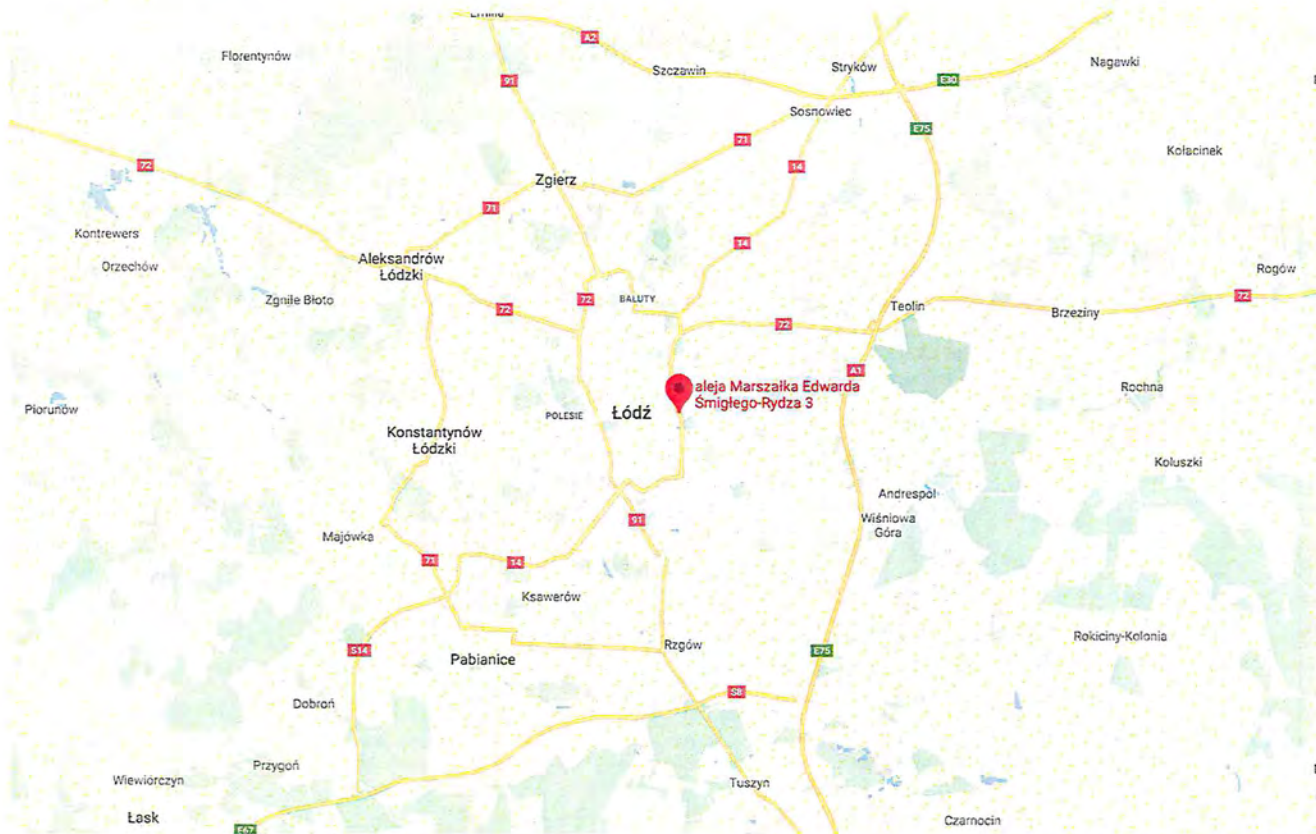 Emilia
A2
Florentynów
Szczawin
Stryków
Nagawki
91
E30
Sosnowiec
E75
71
14
Kołacinek
72
Zgierz
71
Kontrewers
14
Orzechów
Aleksandrów
Łódzki
Rogów
Zgniłe Błoto
72
BAŁUTY
72
Teolin
72
Brzeziny
72
A1
aleja Marszałka Edwarda
Śmigłego-Rydza 3
Rochna
Piorunów
POLESIE
Łódź
Konstantynów
Łódzki
Koluszki
Andrespol
91
Wiśniowa
Góra
Majówka
71
14
Ksawerów
Rokiciny-Kolonia
S14
Rzgów
E75
Pabianice
S8
Dobroń
Przygoń
Wiewiórczyn
Tuszyn
Łask
E67
Czarnocin